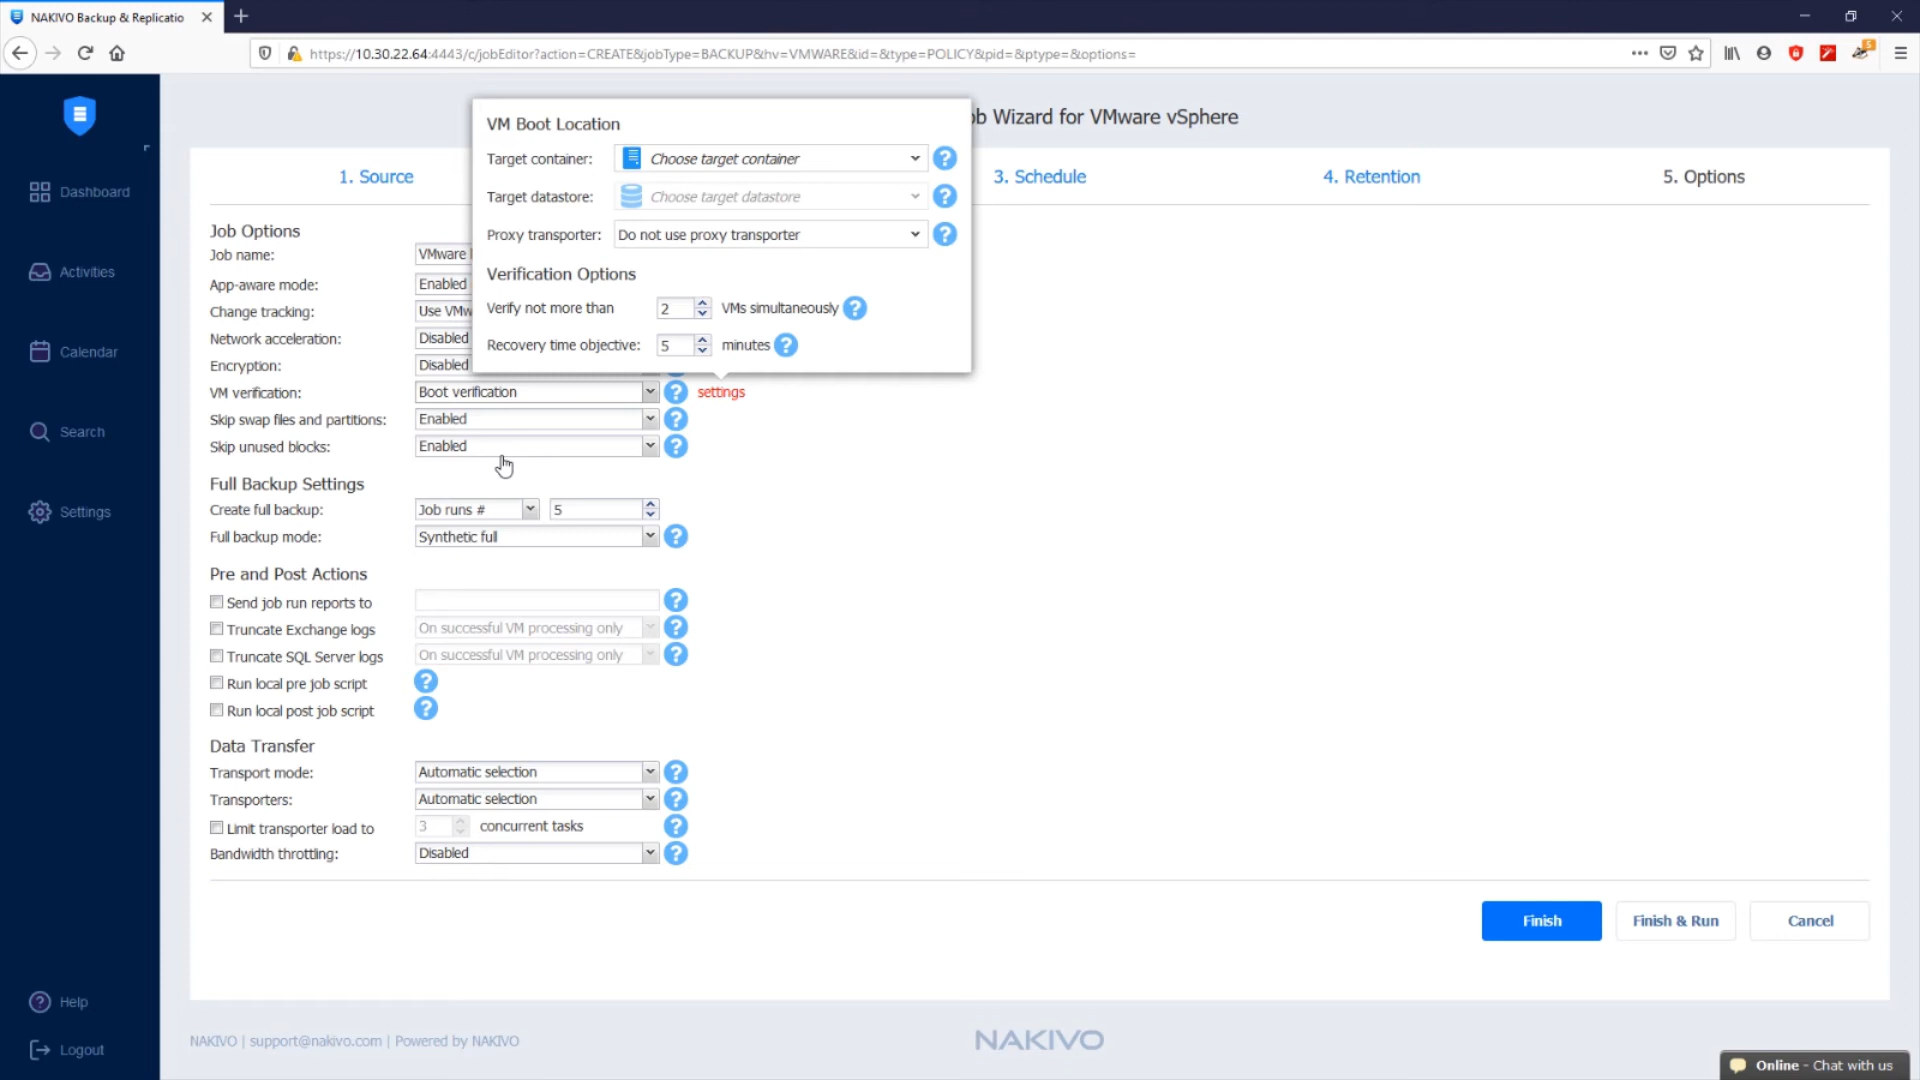 NAKIVO Backup & Replicatio
https://10.30.22.64:4443/c/jobEditor?action=CREATE&jobType=BACKUP&hv=VMWARE&id=&type=POLICY&pid=&ptype=&options=
5
Dashboard
Activities
Calendar
Search
Settings
Help
Logout
b Wizard for VMware vSphere
1. Source
3. Schedule
4. Retention
5. Options
VM Boot Location
Target container: Choose target container
Target datastore: Choose target datastore
Proxy transporter: Do not use proxy transporter
Verification Options
Verify not more than 2 VMs simultaneously
Recovery time objective: 5 minutes
Job Options
Job name: VMware
App-aware mode: Enabled
Change tracking: Use VMw
Network acceleration: Disabled
Encryption: Disabled
VM verification: Boot verification settings
Skip swap files and partitions: Enabled
Skip unused blocks: Enabled
Full Backup Settings
Create full backup: Job runs # 5
Full backup mode: Synthetic full
Pre and Post Actions
Send job run reports to
Truncate Exchange logs On successful VM processing only
Truncate SQL Server logs On successful VM processing only
Run local pre job script
Run local post job script
Data Transfer
Transport mode: Automatic selection
Transporters: Automatic selection
Limit transporter load to 3 concurrent tasks
Bandwidth throttling: Disabled
Finish
Finish & Run
Cancel
NAKIVO | support@nakivo.com | Powered by NAKIVO
NAKIVO
Online - Chat with us